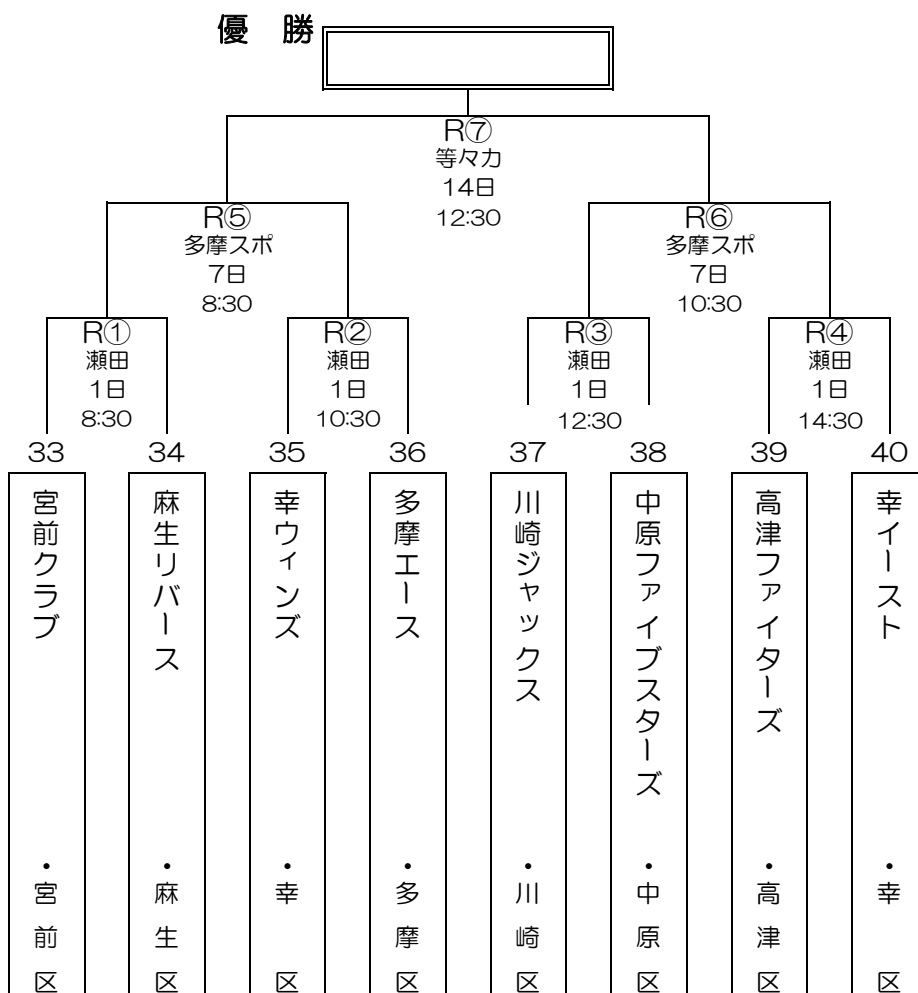 優　勝
R⑦
等々力
14日
12:30
R⑤
多摩スポ
7日
8:30
R⑥
多摩スポ
7日
10:30
R①
瀬田
1日
8:30
R②
瀬田
1日
10:30
R③
瀬田
1日
12:30
R④
瀬田
1日
14:30
33
34
35
36
37
38
39
40
宮前クラブ
・宮前区
麻生リバース
・麻生区
幸ウィンズ
・幸　区
多摩エース
・多摩区
川崎ジャックス
・川崎区
中原ファイブスターズ
・中原区
高津ファイターズ
・高津区
幸イースト
・幸　区